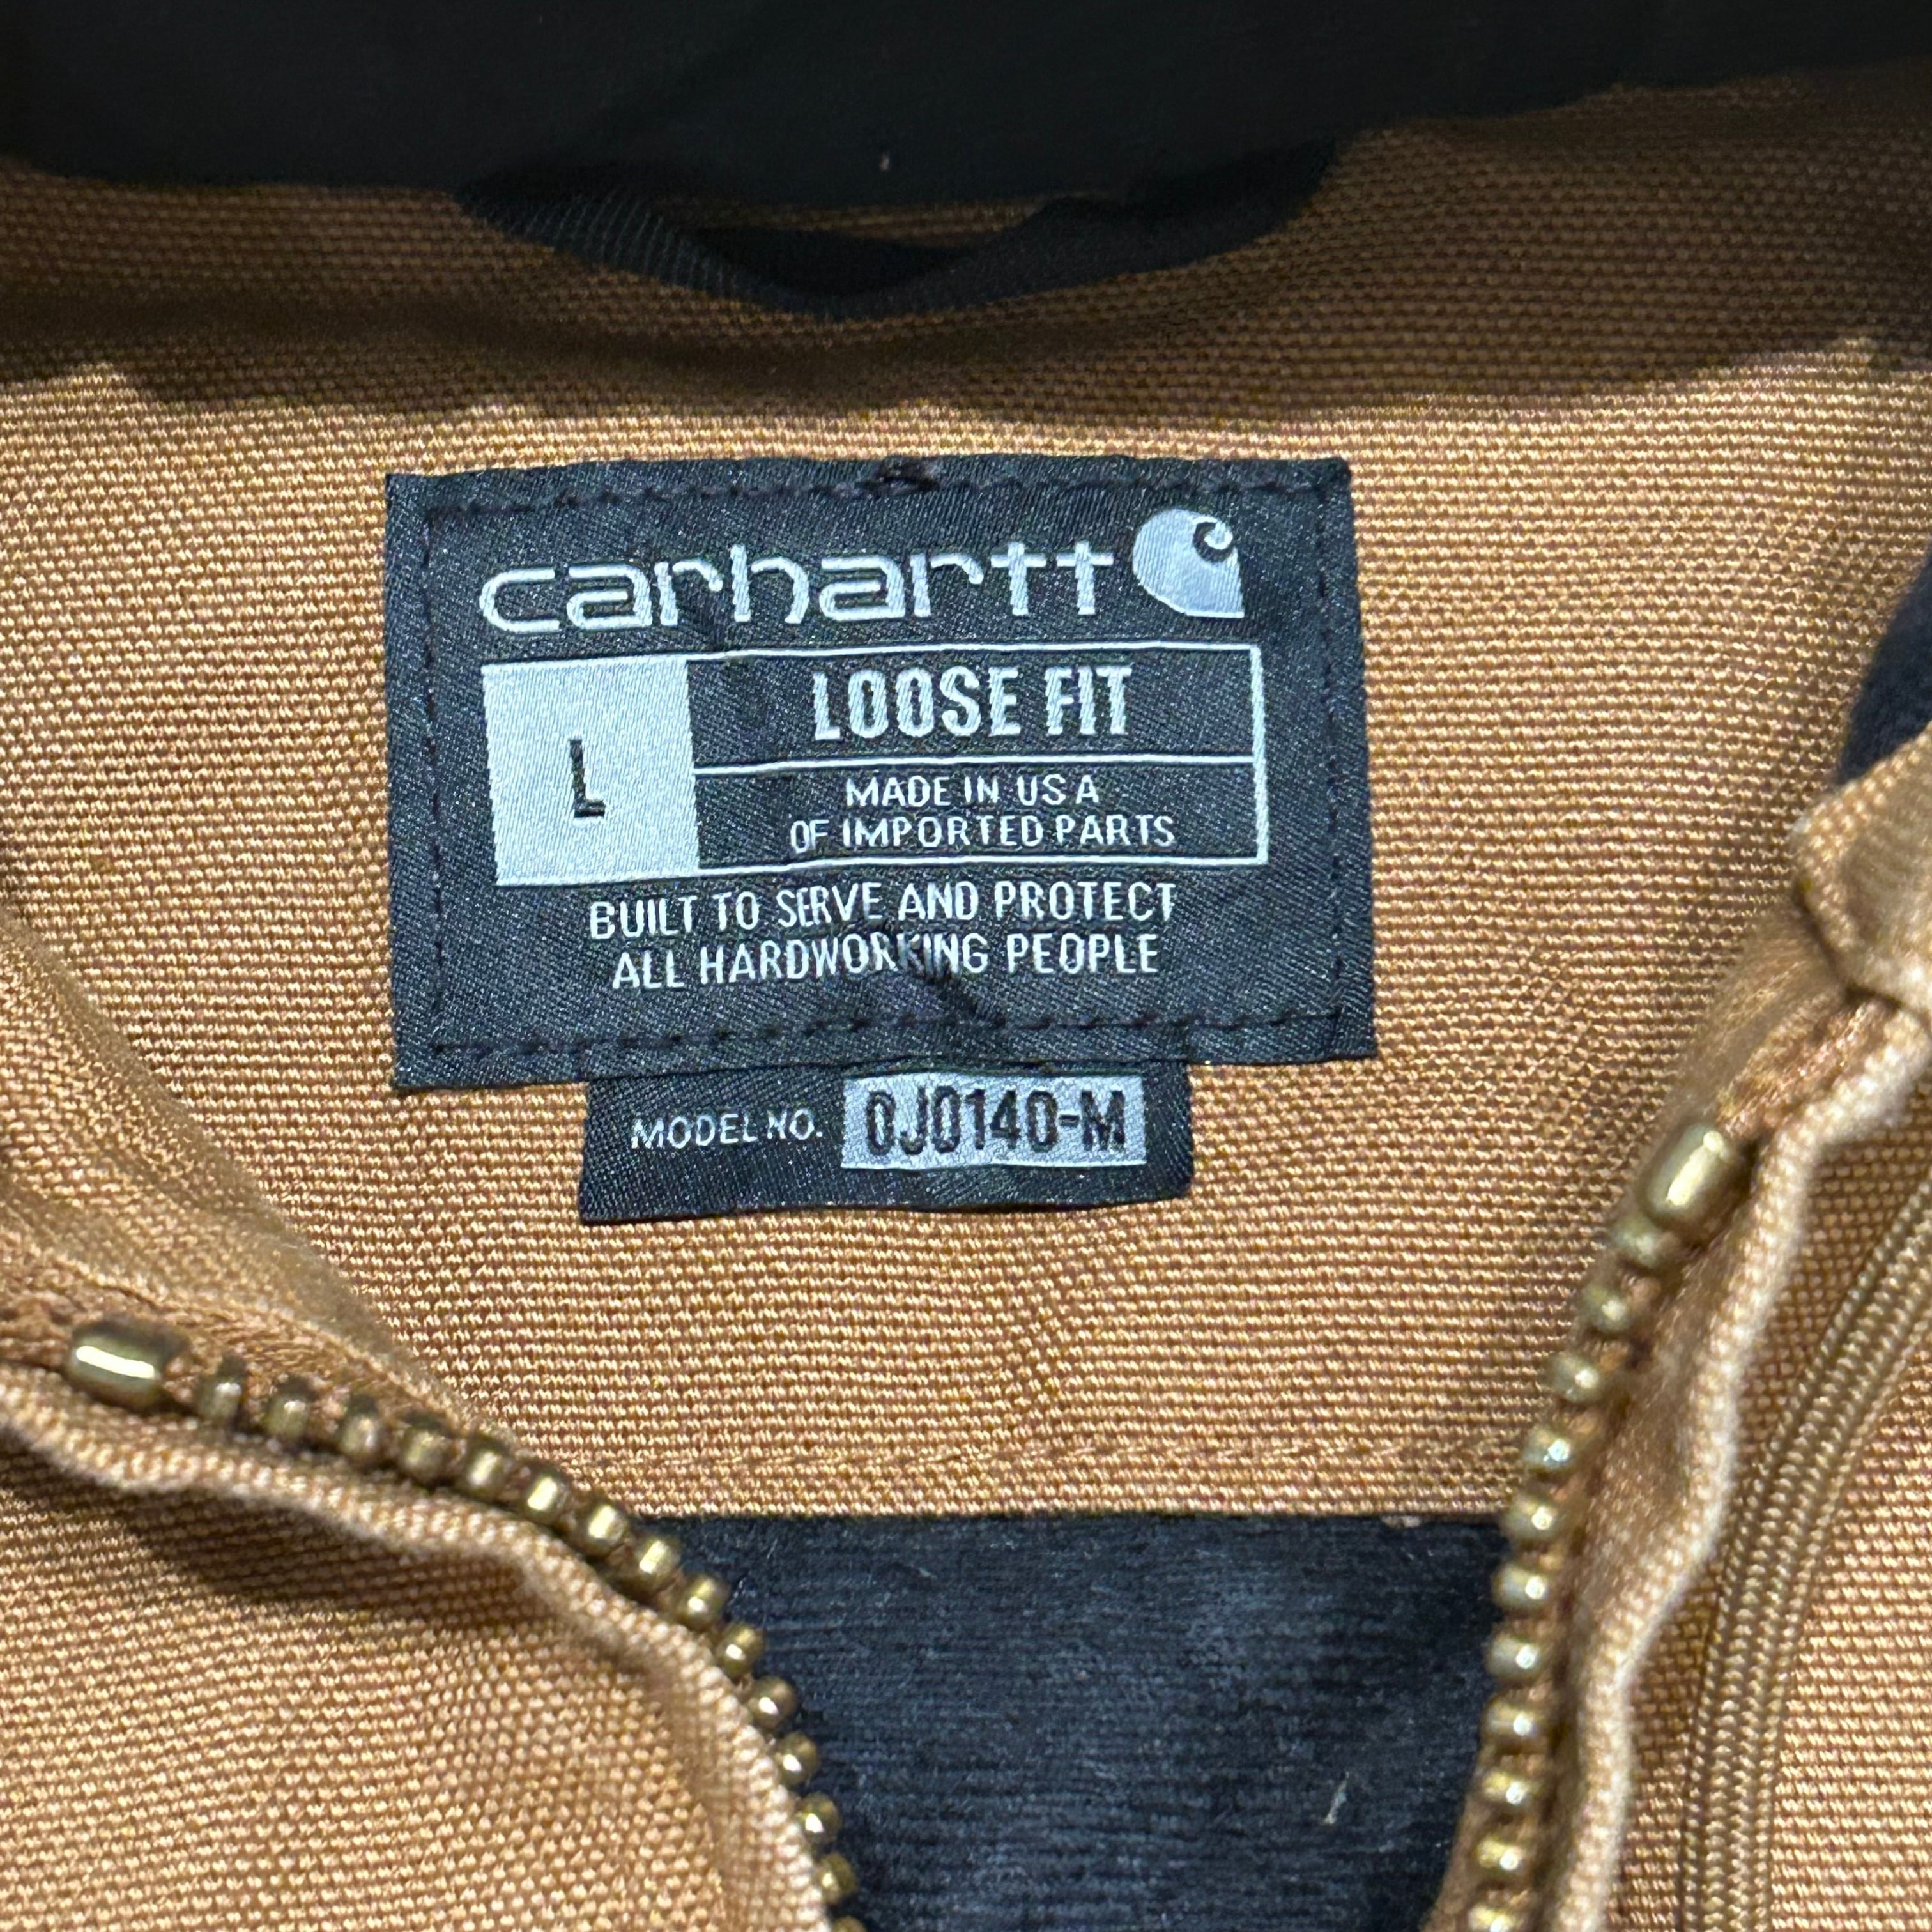 carhartt
L
LOOSE FIT
MADE IN USA
OF IMPORTED PARTS
BUILT TO SERVE AND PROTECT
ALL HARDWORKING PEOPLE
MODEL NO. 0J0140-M